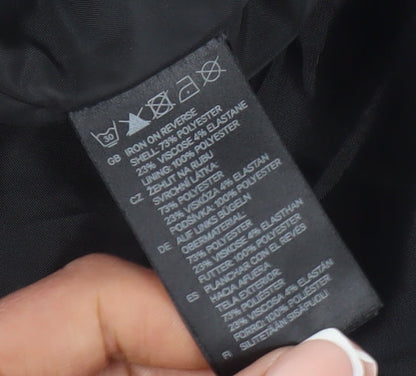 30
GB IRON ON REVERSE
SHELL: 73% POLYESTER
23% VISCOSE 4% ELASTANE
LINING: 100% POLYESTER
CZ ŽEHLIT NA RUBU
SVRCHNÍ LÁTKA:
73% POLYESTER
23% VISKÓZA 4% ELASTAN
PODŠÍVKA: 100% POLYESTER
DE AUF LINKS BÜGELN
OBERMATERIAL:
73% POLYESTER
23% VISKOSE 4% ELASTHAN
FUTTER: 100% POLYESTER
ES PLANCHAR CON EL REVÉS
HACIA AFUERA
TELA EXTERIOR:
73% POLIÉSTER
23% VISCOSA 4% ELASTÁN
FORRO: 100% POLIÉSTER
FI SILITETÄÄN SISÄPUOLI